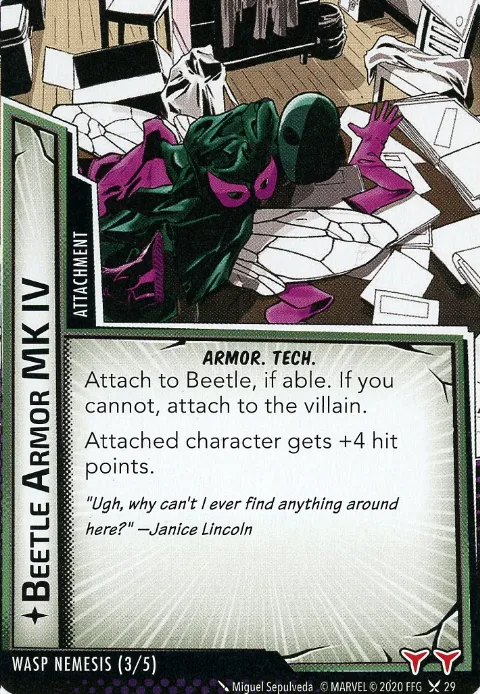 ATTACHMENT
BEETLE ARMOR MK IV
ARMOR. TECH.
Attach to Beetle, if able. If you
cannot, attach to the villain.
Attached character gets +4 hit
points.
"Ugh, why can't I ever find anything around
here?" —Janice Lincoln
WASP NEMESIS (3/5)
Miguel Sepulveda © MARVEL © 2020 FFG 29